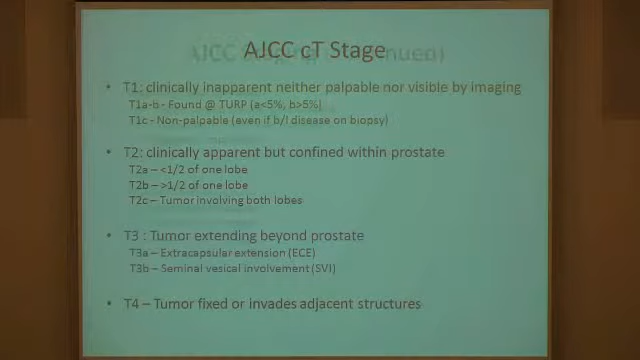 AJCC cT Stage
• T1: clinically inapparent neither palpable nor visible by imaging
T1a-b - Found @ TURP (a<5%, b>5%)
T1c - Non-palpable (even if b/l disease on biopsy)
• T2: clinically apparent but confined within prostate
T2a – <1/2 of one lobe
T2b – >1/2 of one lobe
T2c – Tumor involving both lobes
• T3 : Tumor extending beyond prostate
T3a – Extracapsular extension (ECE)
T3b – Seminal vesical involvement (SVI)
• T4 – Tumor fixed or invades adjacent structures